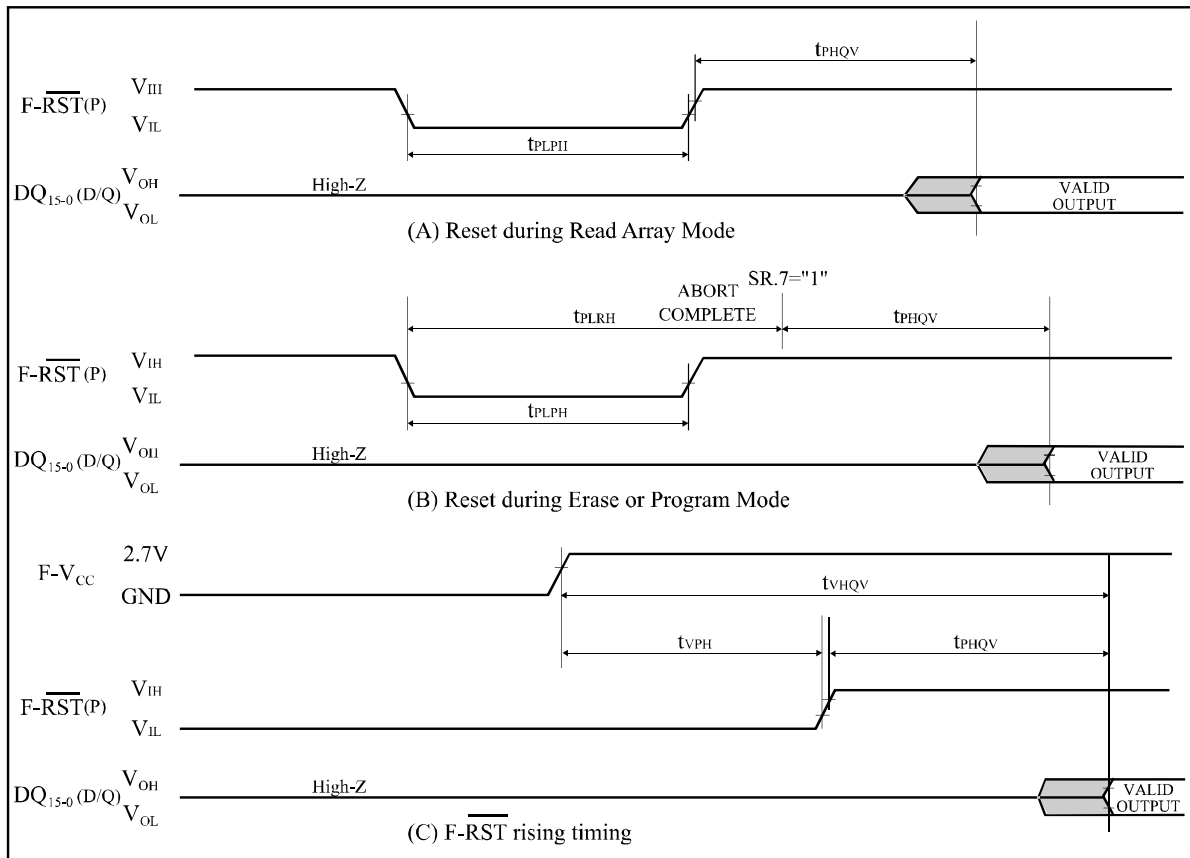 tPHQV
VIH
F-RST(P)
VIL
tPLPH
VOH
DQ15-0 (D/Q)
High-Z
VALID
OUTPUT
VOL
(A) Reset during Read Array Mode
SR.7="1"
ABORT
COMPLETE
tPLRH
tPHQV
VIH
F-RST(P)
VIL
tPLPH
VOH
DQ15-0 (D/Q)
High-Z
VALID
OUTPUT
VOL
(B) Reset during Erase or Program Mode
2.7V
F-VCC
GND
tVHQV
tVPH
tPHQV
VIH
F-RST(P)
VIL
VOH
DQ15-0 (D/Q)
High-Z
VALID
OUTPUT
VOL
(C) F-RST rising timing